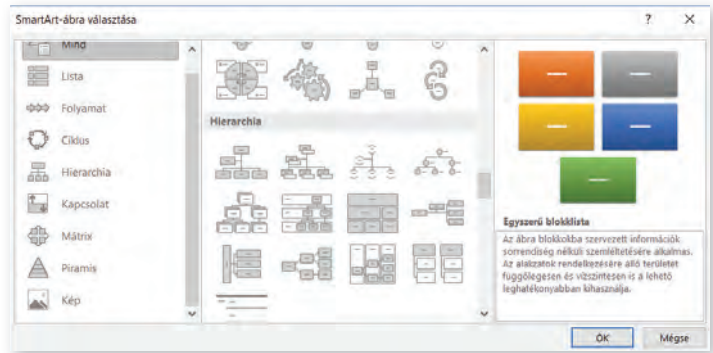 SmartArt-ábra választása
Mind
Lista
Folyamat
Ciklus
Hierarchia
Kapcsolat
Mátrix
Piramis
Kép
Hierarchia
Egyszerű blokklista
Az ábra blokkokba szervezett információk
sorrendiség nélküli szemléltetésére alkalmas.
Az alakzatok rendelkezésére álló területet
függőlegesen és vízszintesen is a lehető
leghatékonyabban kihasználja.
OK
Mégse